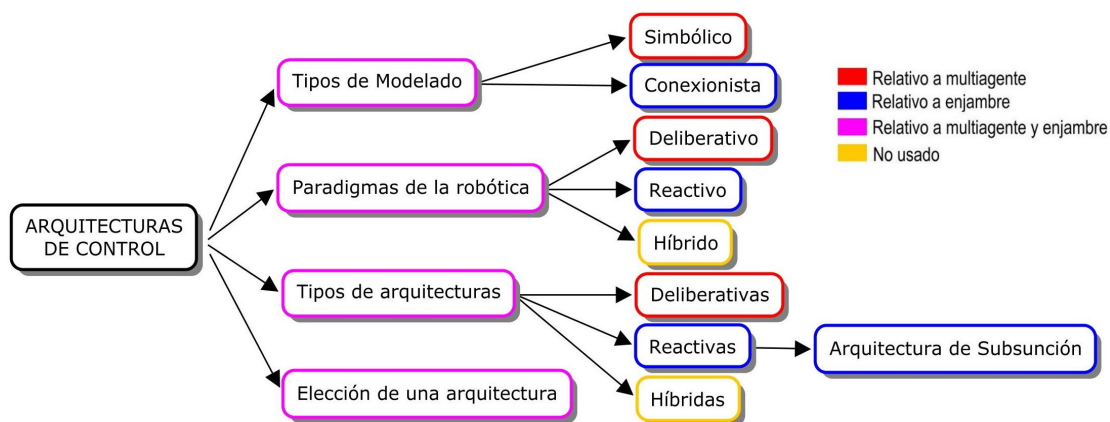 ARQUITECTURAS
DE CONTROL
Tipos de Modelado
Simbólico
Conexionista
Paradigmas de la robótica
Deliberativo
Reactivo
Híbrido
Tipos de arquitecturas
Deliberativas
Reactivas
Arquitectura de Subsunción
Híbridas
Elección de una arquitectura
Relativo a multiagente
Relativo a enjambre
Relativo a multiagente y enjambre
No usado